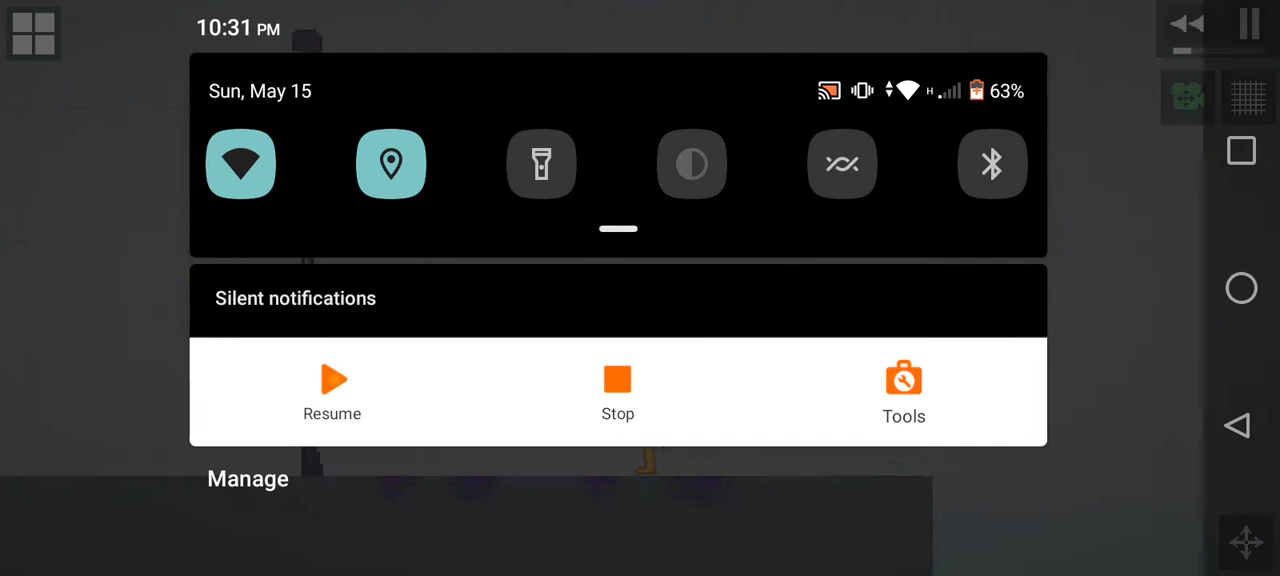 10:31 PM
Sun, May 15
H 63%
Silent notifications
Resume Stop Tools
Manage